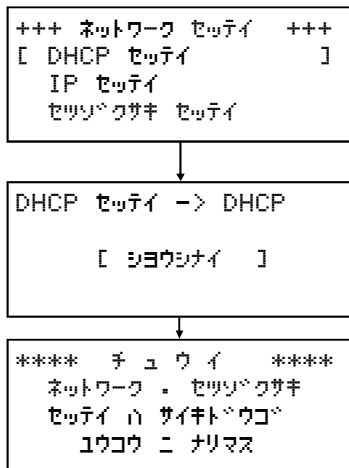 +++ ネットワーク セッテイ +++
[ DHCP セッテイ ]
IP セッテイ
セツゾクサキ セッテイ
DHCP セッテイ -> DHCP
[ ショウシナイ ]
**** チュウイ ****
ネットワーク . セツゾクサキ
セッテイ ハ サイキドウゴ
ユウコウ ニ ナリマス